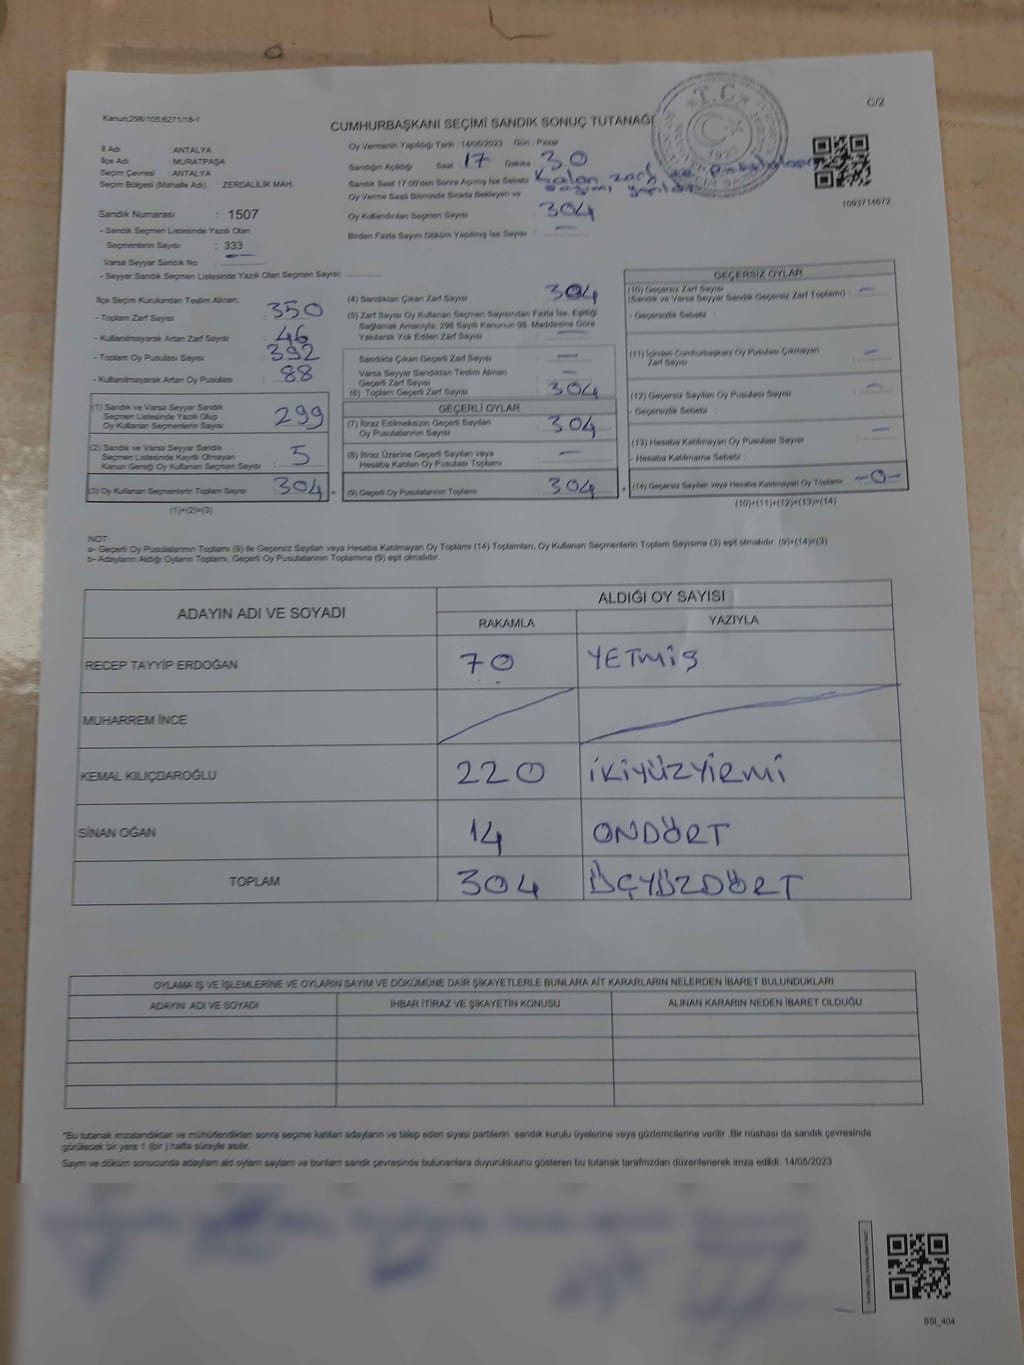 C/2
Kanun;298/105,6271/18-1
CUMHURBAŞKANI SEÇİMİ SANDIK SONUÇ TUTANAĞI
T.C.
1923
İl Adı : ANTALYA
İlçe Adı : MURATPAŞA
Seçim Çevresi : ANTALYA
Seçim Bölgesi (Mahalle Adı) : ZERDALİLİK MAH.
Sandık Numarası : 1507
- Sandık Seçmen Listesinde Yazılı Olan
Seçmenlerin Sayısı : 333
Varsa Seyyar Sandık No :
- Seyyar Sandık Seçmen Listesinde Yazılı Olan Seçmen Sayısı:
Oy Vermenin Yapıldığı Tarih : 14/05/2023 Gün : Pazar
Sandığın Açıldığı Saat 17 Dakika : 30
Sandık Saat 17.00'den Sonra Açılmış İse Sebebi : Kalan zarf ve pusulaların
sayımı yapıldı
Oy Verme Saati Bitiminde Sırada Bekleyen ve
Oy Kullandırılan Seçmen Sayısı : 304
Birden Fazla Sayım Döküm Yapılmış İse Sayısı : —
1093714672
İlçe Seçim Kurulundan Teslim Alınan;
- Toplam Zarf Sayısı : 350
- Kullanılmayarak Artan Zarf Sayısı : 46
- Toplam Oy Pusulası Sayısı : 392
- Kullanılmayarak Artan Oy Pusulası : 88
(1) Sandık ve Varsa Seyyar Sandık
Seçmen Listesinde Yazılı Olup
Oy Kullanan Seçmenlerin Sayısı : 299
(2) Sandık ve Varsa Seyyar Sandık
Seçmen Listesinde Kayıtlı Olmayan
Kanun Gereği Oy Kullanan Seçmen Sayısı : 5
(3) Oy Kullanan Seçmenlerin Toplam Sayısı : 304
(1)+(2)=(3)
(4) Sandıktan Çıkan Zarf Sayısı : 304
(5) Zarf Sayısı Oy Kullanan Seçmen Sayısından Fazla İse, Eşitliği
Sağlamak Amacıyla, 298 Sayılı Kanunun 98. Maddesine Göre
Yakılarak Yok Edilen Zarf Sayısı : —
Sandıkta Çıkan Geçerli Zarf Sayısı : —
Varsa Seyyar Sandıktan Teslim Alınan
Geçerli Zarf Sayısı : —
(6) Toplam Geçerli Zarf Sayısı : 304
GEÇERLİ OYLAR
(7) İtiraz Edilmeksizin Geçerli Sayılan
Oy Pusulalarının Sayısı : 304
(8) İtiraz Üzerine Geçerli Sayılan veya
Hesaba Katılan Oy Pusulası Toplamı : —
= (9) Geçerli Oy Pusulalarının Toplamı : 304
GEÇERSİZ OYLAR
(10) Geçersiz Zarf Sayısı
(Sandık ve Varsa Seyyar Sandık Geçersiz Zarf Toplamı) : —
- Geçersizlik Sebebi :
(11) İçinden Cumhurbaşkanı Oy Pusulası Çıkmayan
Zarf Sayısı : —
(12) Geçersiz Sayılan Oy Pusulası Sayısı : —
- Geçersizlik Sebebi :
(13) Hesaba Katılmayan Oy Pusulası Sayısı : —
- Hesaba Katılmama Sebebi :
+ (14) Geçersiz Sayılan veya Hesaba Katılmayan Oy Toplamı : -0-
(10)+(11)+(12)+(13)=(14)
NOT:
a- Geçerli Oy Pusulalarının Toplamı (9) ile Geçersiz Sayılan veya Hesaba Katılmayan Oy Toplamı (14) Toplamları, Oy Kullanan Seçmenlerin Toplam Sayısına (3) eşit olmalıdır. (9)+(14)=(3)
b- Adayların Aldığı Oyların Toplamı, Geçerli Oy Pusulalarının Toplamına (9) eşit olmalıdır.
ADAYIN ADI VE SOYADI
ALDIĞI OY SAYISI
RAKAMLA YAZIYLA
RECEP TAYYİP ERDOĞAN 70 YETMİŞ
MUHARREM İNCE
KEMAL KILIÇDAROĞLU 220 İKİYÜZYİRMİ
SİNAN OĞAN 14 ONDÖRT
TOPLAM 304 ÜÇYÜZDÖRT
OYLAMA İŞ VE İŞLEMLERİNE VE OYLARIN SAYIM VE DÖKÜMÜNE DAİR ŞİKAYETLERLE BUNLARA AİT KARARLARIN NELERDEN İBARET BULUNDUKLARI
ADAYIN ADI VE SOYADI İHBAR İTİRAZ VE ŞİKAYETİN KONUSU ALINAN KARARIN NEDEN İBARET OLDUĞU
"Bu tutanak imzalandıktan ve mühürlendikten sonra seçime katılan adayların ve talep eden siyasi partilerin sandık kurulu üyelerine veya gözlemcilerine verilir .Bir nüshası da sandık çevresinde
görülecek bir yere 1 (bir ) hafta süreyle asılır.
Sayım ve döküm sonucunda adayların aldı oyların sayıların ve bunların sandık çevresinde bulunanlara duyurulduunu gösteren bu tutanak tarafımızdan düzenlenerek imza edildi. 14/05/2023
SSI_404